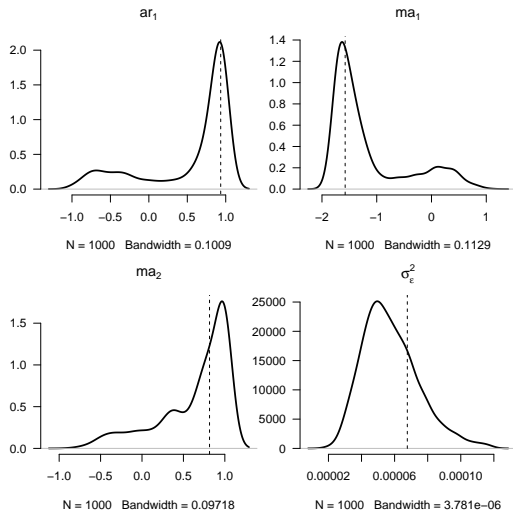 ar₁
ma₁
2.0
1.5
1.0
0.5
0.0
1.4
1.2
1.0
0.8
0.6
0.4
0.2
0.0
−1.0 −0.5 0.0 0.5 1.0
−2 −1 0 1
N = 1000 Bandwidth = 0.1009
N = 1000 Bandwidth = 0.1129
ma₂
σ²ε
1.5
1.0
0.5
0.0
25000
20000
15000
10000
5000
0
−1.0 −0.5 0.0 0.5 1.0
0.00002 0.00006 0.00010
N = 1000 Bandwidth = 0.09718
N = 1000 Bandwidth = 3.781e−06